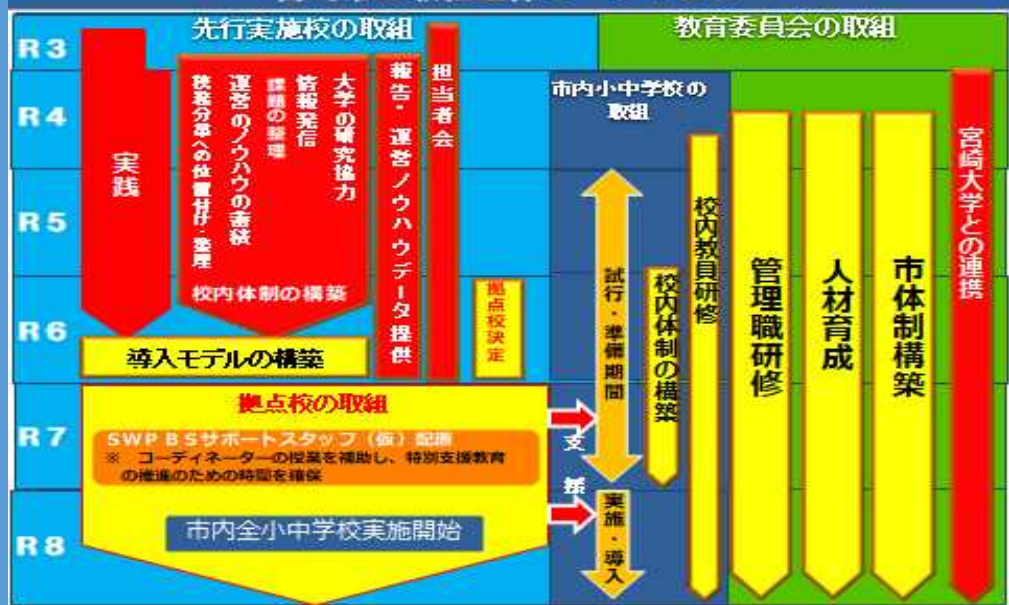 先行実施校の取組
教育委員会の取組
R3
R4
R5
R6
R7
R8
実践
大学の研究協力
情報発信
課題の整理
運営のノウハウの蓄積
校務分掌への位置付け・整理
校内体制の構築
報告・運営ノウハウデータ提供
担当者会
拠点校決定
導入モデルの構築
市内小中学校の
取組
試行・準備期間
校内体制の構築
校内教員研修
管理職研修
人材育成
市体制構築
宮崎大学との連携
拠点校の取組
SWPBSサポートスタッフ(仮)配置
※ コーディネーターの授業を補助し、特別支援教育
の推進のための時間を確保
市内全小中学校実施開始
支
援
実施・導入